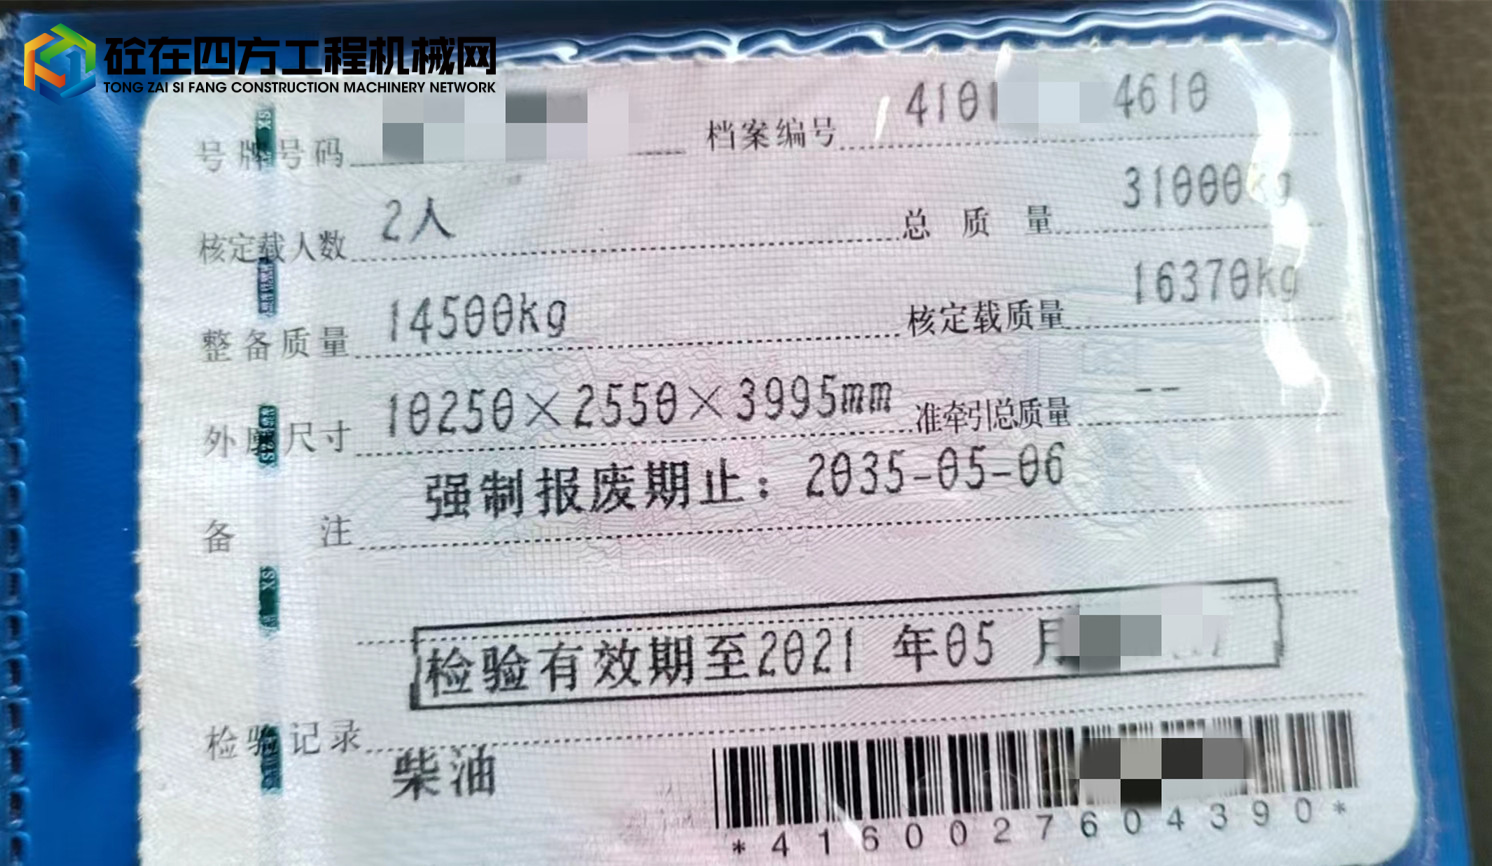 砼在四方工程机械网
TONG ZAI SI FANG CONSTRUCTION MACHINERY NETWORK
号牌号码 档案编号 4101 4610
核定载人数 2人 总质量 31000kg
整备质量 14500kg 核定载质量 16370kg
外廓尺寸 10250×2550×3995mm 准牵引总质量 --
备注 强制报废期止：2035-05-06
检验有效期至2021 年05 月
检验记录
柴油
*4160027604390*